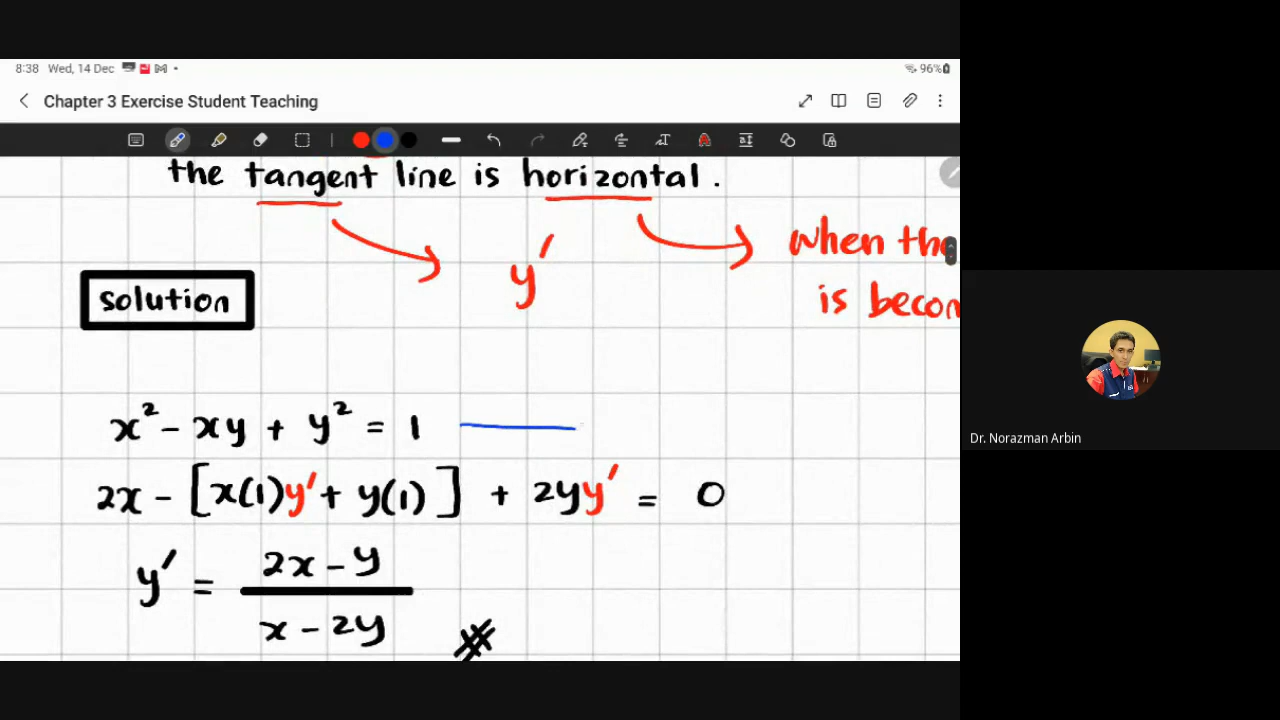 8:38 Wed, 14 Dec
96%
Chapter 3 Exercise Student Teaching
the tangent line is horizontal.
y′
when the
is becom
solution
x² - xy + y² = 1
2x - [x(1)y′ + y(1)] + 2yy′ = 0
y′ = (2x - y)/(x - 2y)
Dr. Norazman Arbin